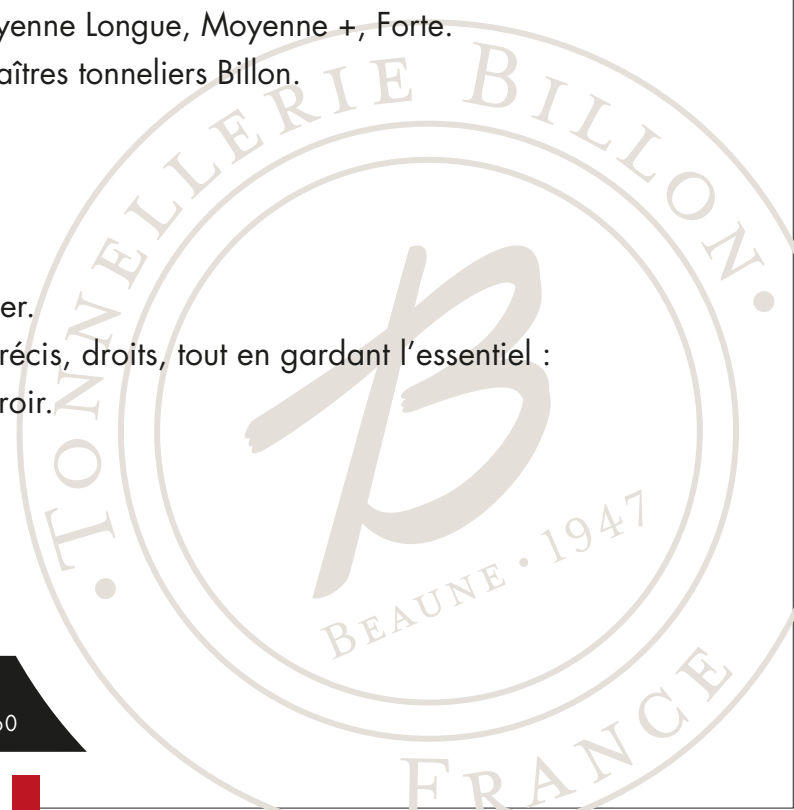 yenne Longue, Moyenne +, Forte.
aîtres tonneliers Billon.
er.
récis, droits, tout en gardant l’essentiel :
roir.
• TONNELLERIE BILLON •
BEAUNE • 1947
FRANCE
60